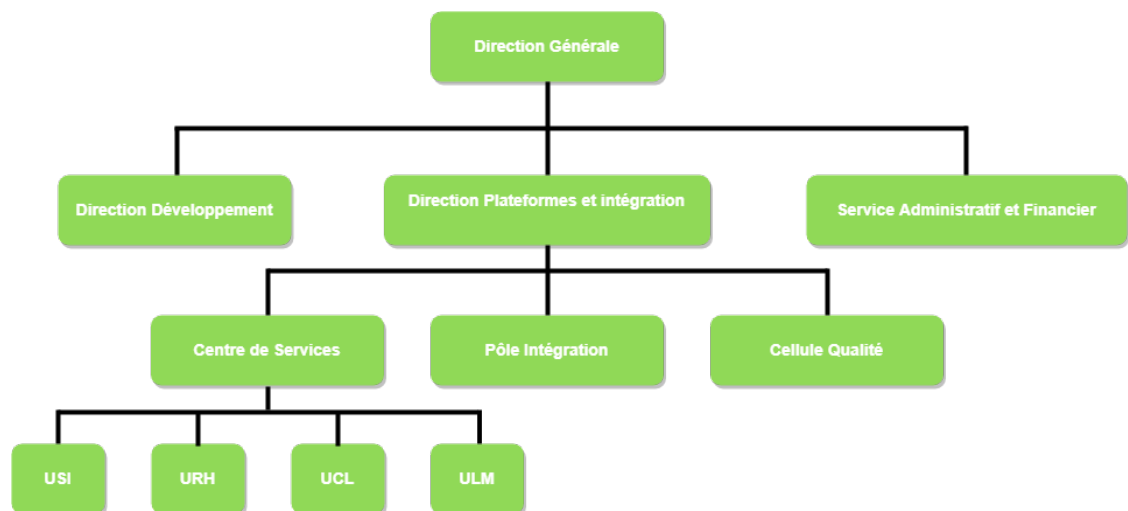 Direction Générale
Direction Développement
Direction Plateformes et intégration
Service Administratif et Financier
Centre de Services
Pôle Intégration
Cellule Qualité
USI
URH
UCL
ULM